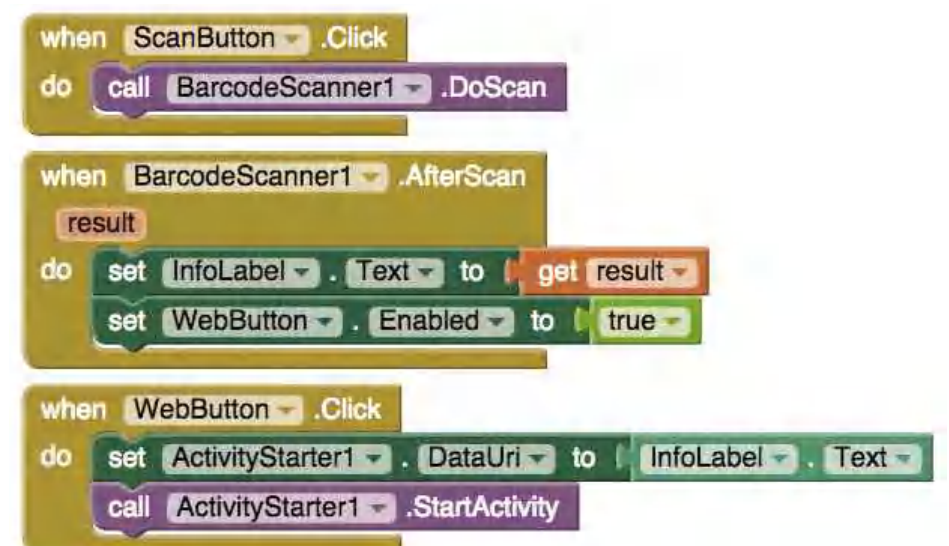 when ScanButton .Click
do call BarcodeScanner1 .DoScan
when BarcodeScanner1 .AfterScan
result
do set InfoLabel . Text to get result
set WebButton . Enabled to true
when WebButton .Click
do set ActivityStarter1 . DataUri to InfoLabel . Text
call ActivityStarter1 .StartActivity